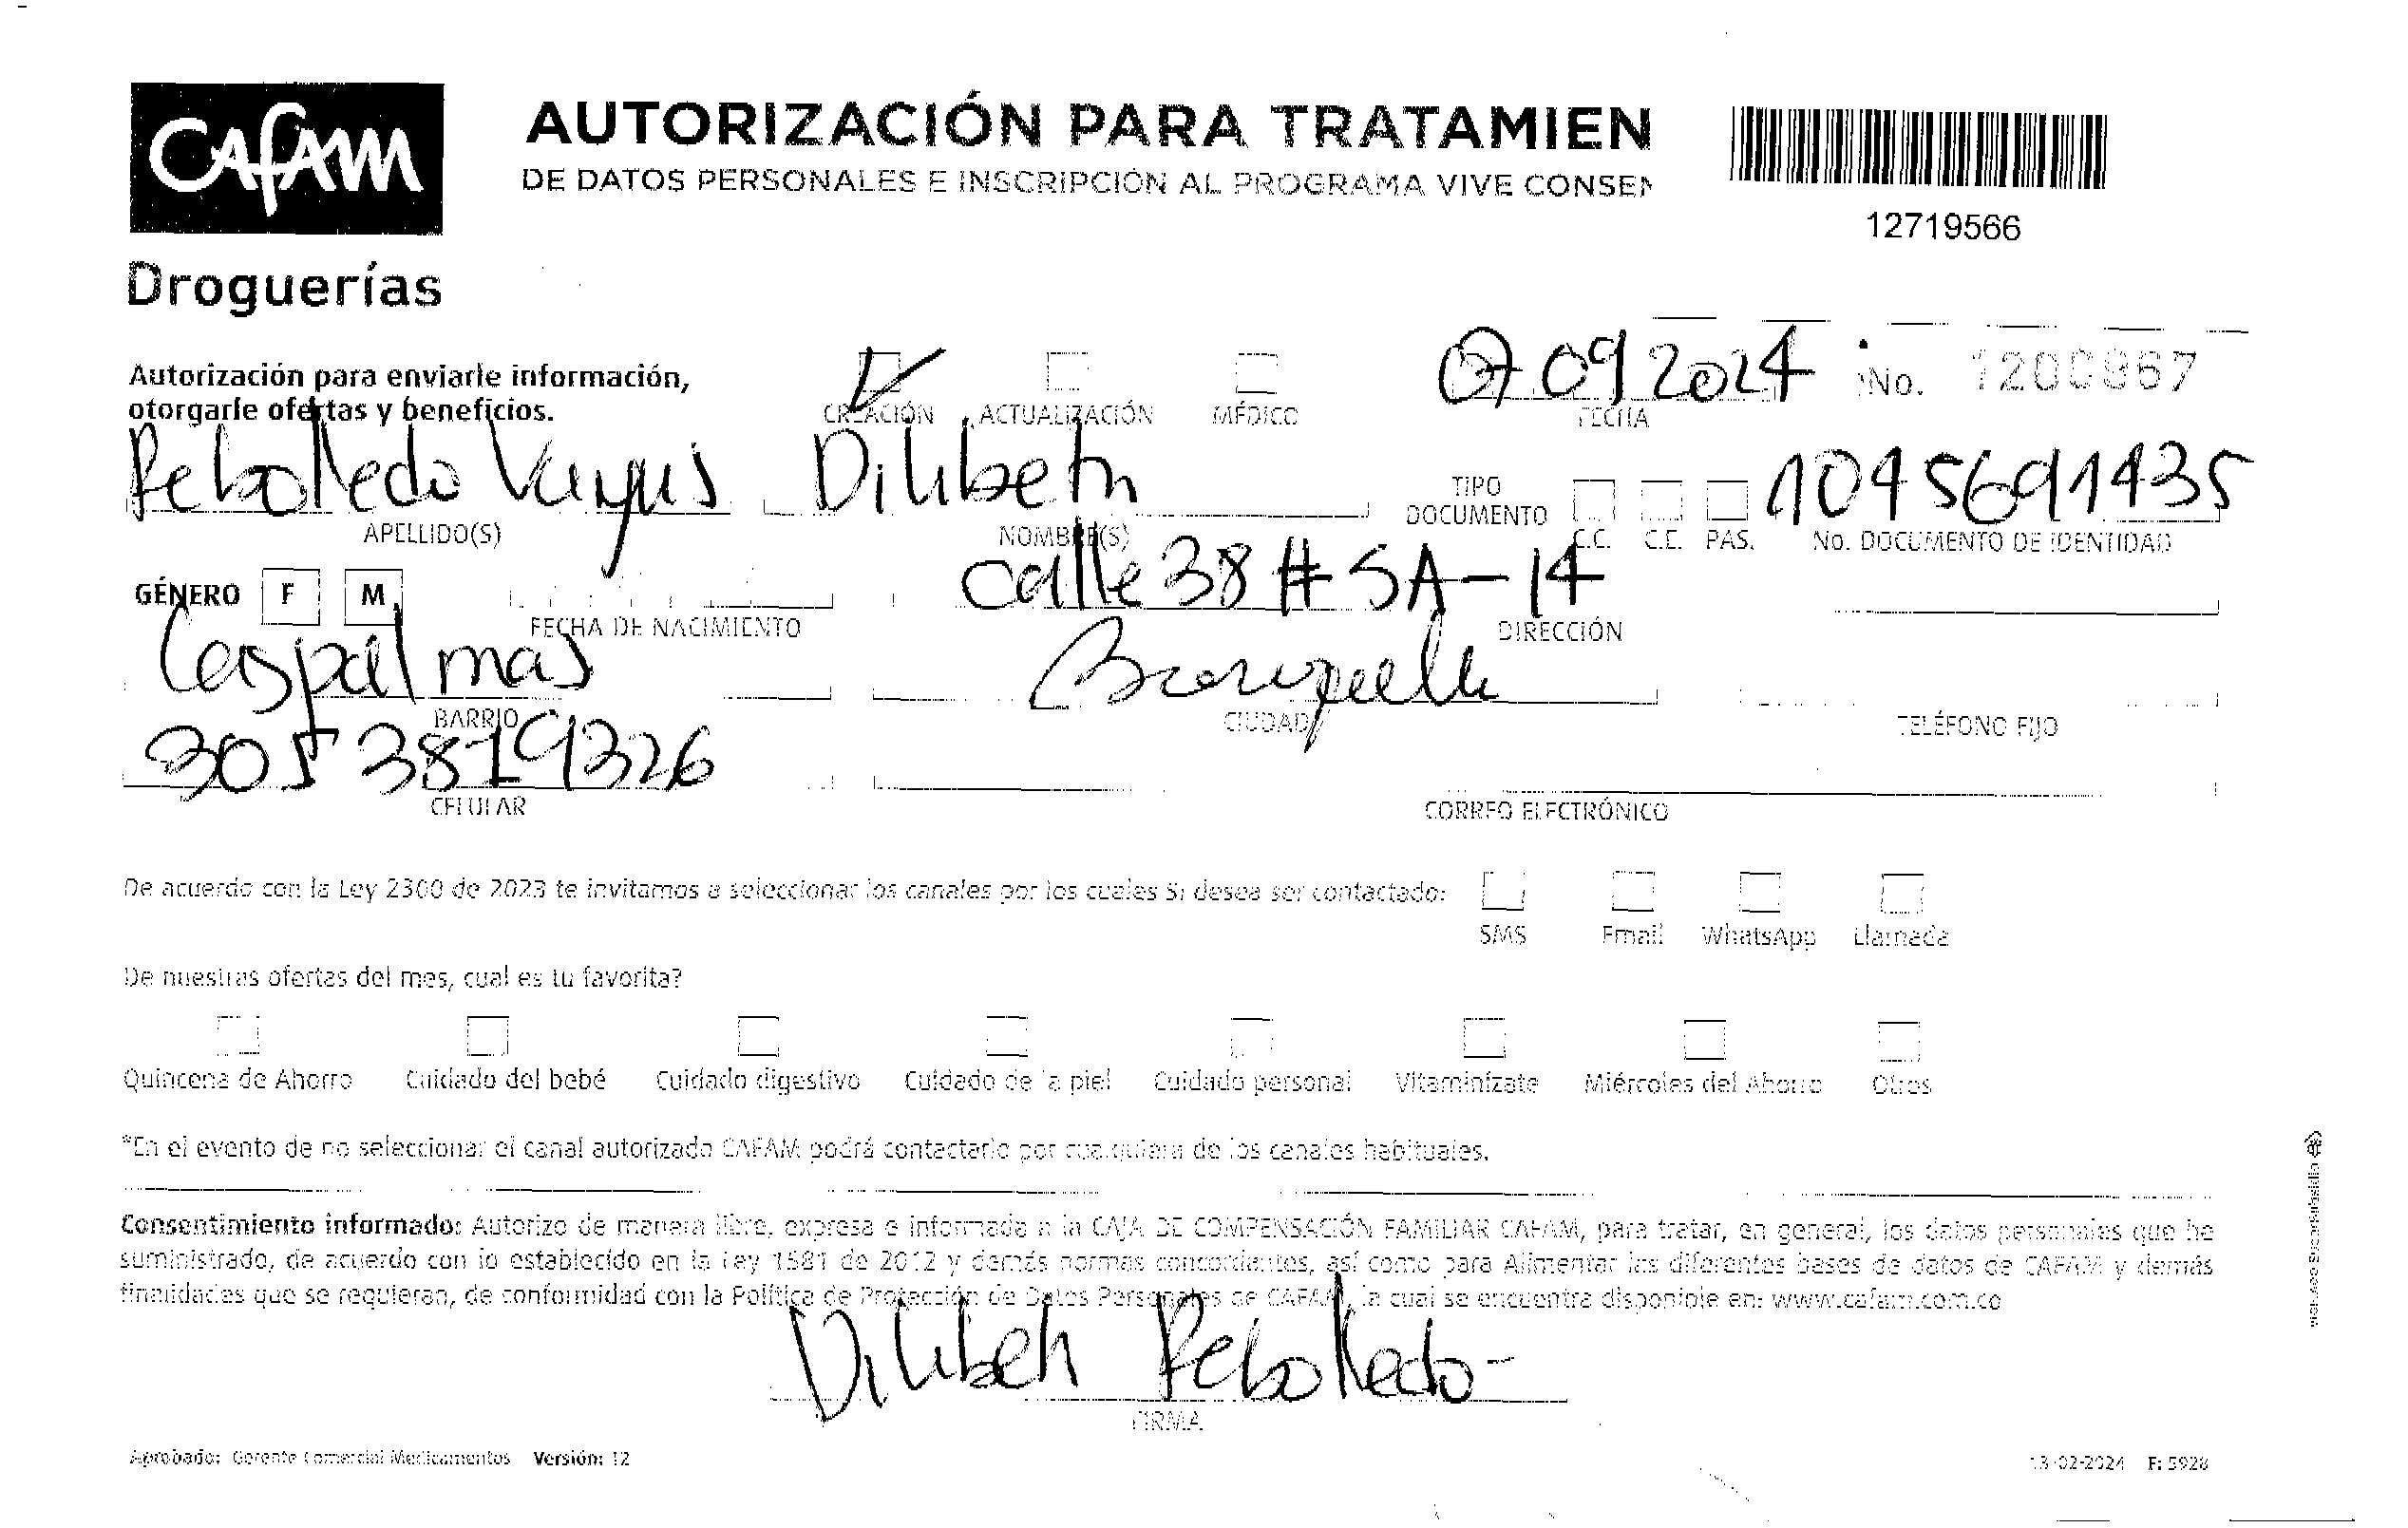 CAFAM
Droguerías
AUTORIZACIÓN PARA TRATAMIEN
DE DATOS PERSONALES E INSCRIPCIÓN AL PROGRAMA VIVE CONSEN
12719566
Autorización para enviarle información,
otorgarle ofertas y beneficios.
CREACIÓN ACTUALIZACIÓN MÉDICO
07 09 2024
FECHA
No. 1200867
Rebolledo Vargas Dilibeth
APELLIDO(S) NOMBRE(S)
TIPO
DOCUMENTO
C.C. C.E. PAS.
1045691435
No. DOCUMENTO DE IDENTIDAD
GÉNERO F M
FECHA DE NACIMIENTO
calle 38 # 5A-14
DIRECCIÓN
Las palmas
BARRIO
CIUDAD
TELÉFONO FIJO
305 3819326
CELULAR
CORREO ELECTRÓNICO
De acuerdo con la Ley 2300 de 2023 te invitamos a seleccionar los canales por los cuales Si desea ser contactado:
SMS Email WhatsApp Llamada
De nuestras ofertas del mes, cual es tu favorita?
Quincena de Ahorro Cuidado del bebé Cuidado digestivo Cuidado de la piel Cuidado personal Vitaminízate Miércoles del Ahorro Otros
*En el evento de no seleccionar el canal autorizado CAFAM podrá contactarlo por cualquiera de los canales habituales.
Consentimiento informado: Autorizo de manera libre, expresa e informada a la CAJA DE COMPENSACIÓN FAMILIAR CAFAM, para tratar, en general, los datos personales que he
suministrado, de acuerdo con lo establecido en la Ley 1581 de 2012 y demás normas concordantes, así como para Alimentar las diferentes bases de datos de CAFAM y demás
finalidades que se requieran, de conformidad con la Política de Protección de Datos Personales de CAFAM, la cual se encuentra disponible en: www.cafam.com.co
Dilibeh Rebolledo
FIRMA
Aprobado: Gerente Comercial Medicamentos Versión: 12
13-02-2024 F: 5928